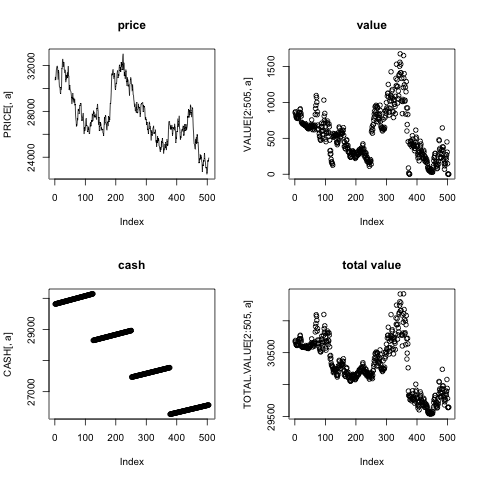 price
PRICE[, a]
24000 28000 32000
0 100 200 300 400 500
Index
value
VALUE[2:505, a]
0 500 1000 1500
0 100 200 300 400 500
Index
cash
CASH[, a]
27000 29000
0 100 200 300 400 500
Index
total value
TOTAL.VALUE[2:505, a]
29500 30500
0 100 200 300 400 500
Index